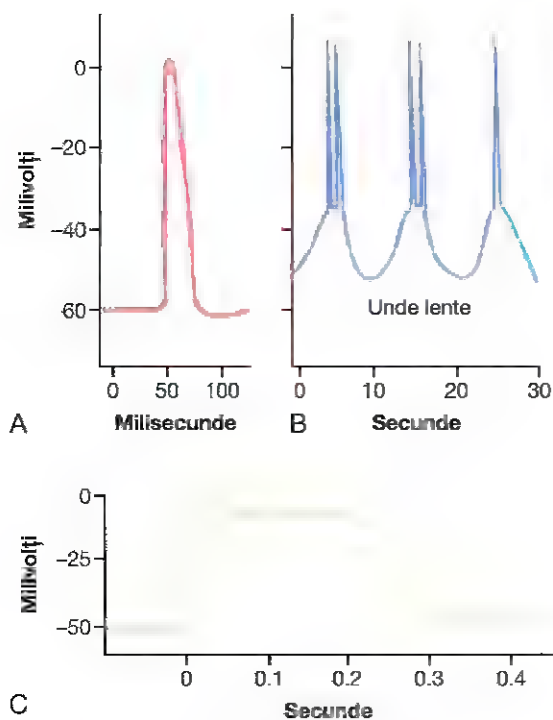 Milivolți
0
−20
−40
−60
0 50 100
Milisecunde
A
Unde lente
0 10 20 30
Secunde
B
Milivolți
0
−25
−50
0 0.1 0.2 0.3 0.4
Secunde
C